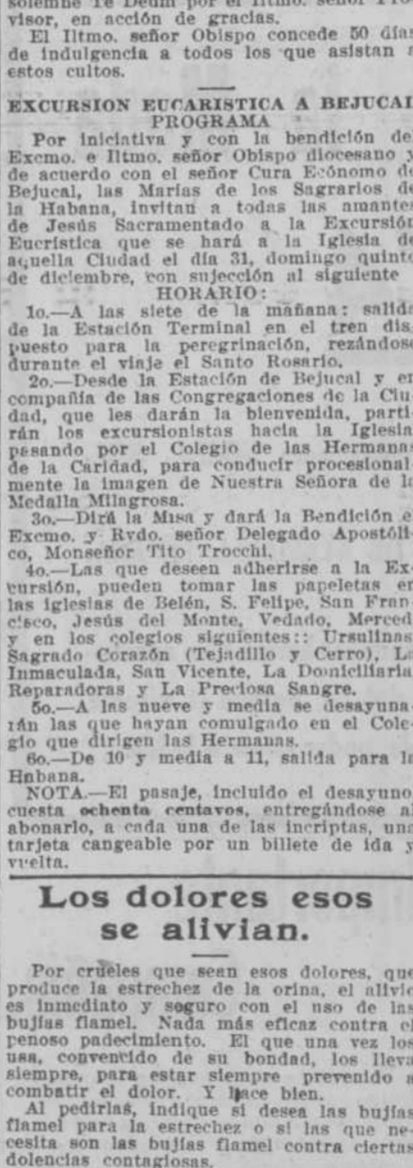 solemne Te Deum por el Iltmo. señor Pro-
visor, en acción de gracias.
El Iltmo. señor Obispo concede 50 días
de indulgencia a todos los que asistan a
estos cultos.
EXCURSION EUCARISTICA A BEJUCAL
PROGRAMA
Por iniciativa y con la bendición del
Excmo. e Iltmo. señor Obispo diocesano y
de acuerdo con el señor Cura Ecónomo de
Bejucal, las Marías de los Sagrarios de
la Habana, invitan a todas las amantes
de Jesús Sacramentado a la Excursión
Eucrística que se hará a la Iglesia de
aquella Ciudad el día 31, domingo quinto
de diciembre, con sujección al siguiente
HORARIO:
1o.—A las siete de la mañana: salida
de la Estación Terminal en el tren dis
puesto para la peregrinación, rezándose
durante el viaje el Santo Rosario.
2o.—Desde la Estación de Bejucal y en
compañía de las Congregaciones de la Ciu-
dad, que les darán la bienvenida, parti-
rán los excursionistas hacia la Iglesia
pasando por el Colegio de las Hermanas
de la Caridad, para conducir procesional-
mente la imagen de Nuestra Señora de la
Medalla Milagrosa.
3o.—Dirá la Misa y dará la Bendición el
Excmo. y Rvdo. señor Delegado Apostóli-
co, Monseñor Tito Trocchi.
4o.—Las que deseen adherirse a la Ex-
cursión, pueden tomar las papeletas en
las iglesias de Belén, S. Felipe, San Fran-
cisco, Jesús del Monte, Vedado, Merced
y en los colegios siguientes:: Ursulinas
Sagrado Corazón (Tejadillo y Cerro), La
Inmaculada, San Vicente, La Domiciliaria
Reparadoras y La Preciosa Sangre.
5o.—A las nueve y media se desayuna-
rán las que hayan comulgado en el Cole-
gio que dirigen las Hermanas.
6o.—De 10 y media a 11, salida para la
Habana.
NOTA.—El pasaje, incluído el desayuno
cuesta ochenta centavos, entregándose al
abonarlo, a cada una de las incriptas, una
tarjeta cangeable por un billete de ida y
vuelta.
Los dolores esos
se alivian.
Por crueles que sean esos dolores, que
produce la estrechez de la orina, el alivio
es inmediato y seguro con el uso de las
bujías flamel. Nada más eficaz contra el
penoso padecimiento. El que una vez los
usa, convencido de su bondad, los lleva
siempre, para estar siempre prevenido a
combatir el dolor. Y hace bien.
Al pedirlas, indique si desea las bujías
flamel para la estrechez o si las que ne-
cesita son las bujías flamel contra ciertas
dolencias contagiosas.